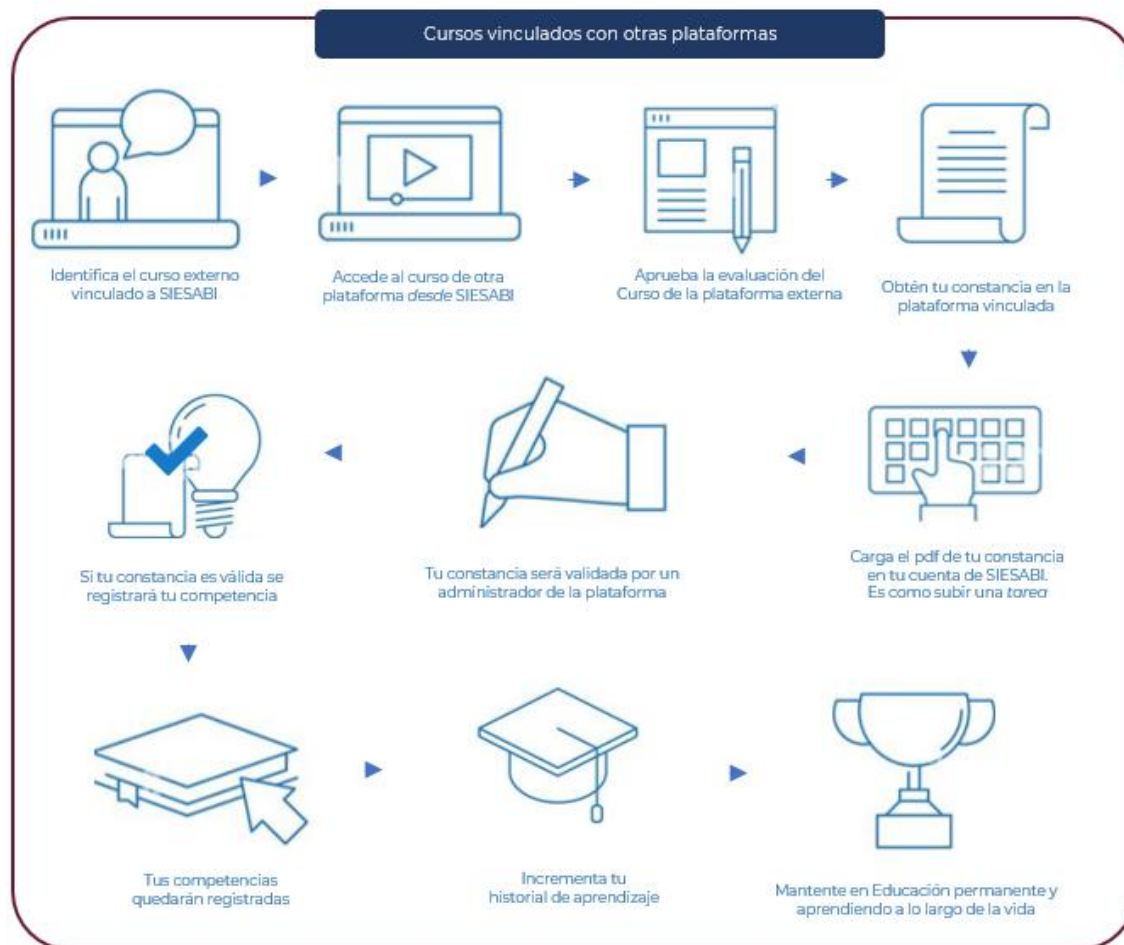 Cursos vinculados con otras plataformas
Identifica el curso externo
vinculado a SIESABI
Accede al curso de otra
plataforma desde SIESABI
Aprueba la evaluación del
Curso de la plataforma externa
Obtén tu constancia en la
plataforma vinculada
Carga el pdf de tu constancia
en tu cuenta de SIESABI.
Es como subir una tarea
Tu constancia será validada por un
administrador de la plataforma
Si tu constancia es válida se
registrará tu competencia
Tus competencias
quedarán registradas
Incrementa tu
historial de aprendizaje
Mantente en Educación permanente y
aprendiendo a lo largo de la vida